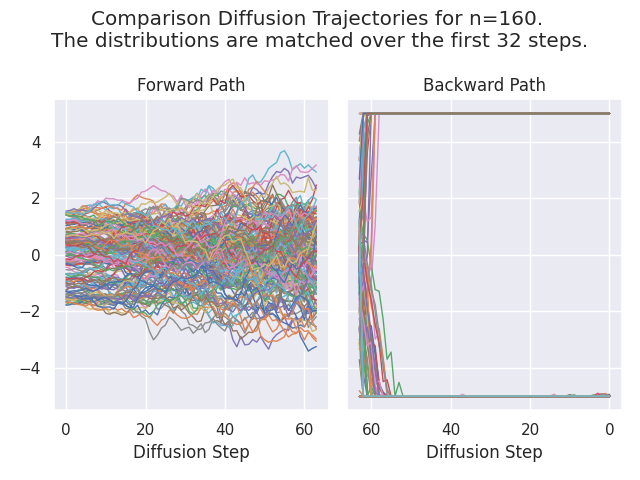 Comparison Diffusion Trajectories for n=160.
The distributions are matched over the first 32 steps.
Forward Path
Backward Path
4
2
0
−2
−4
0
20
40
60
60
40
20
0
Diffusion Step
Diffusion Step